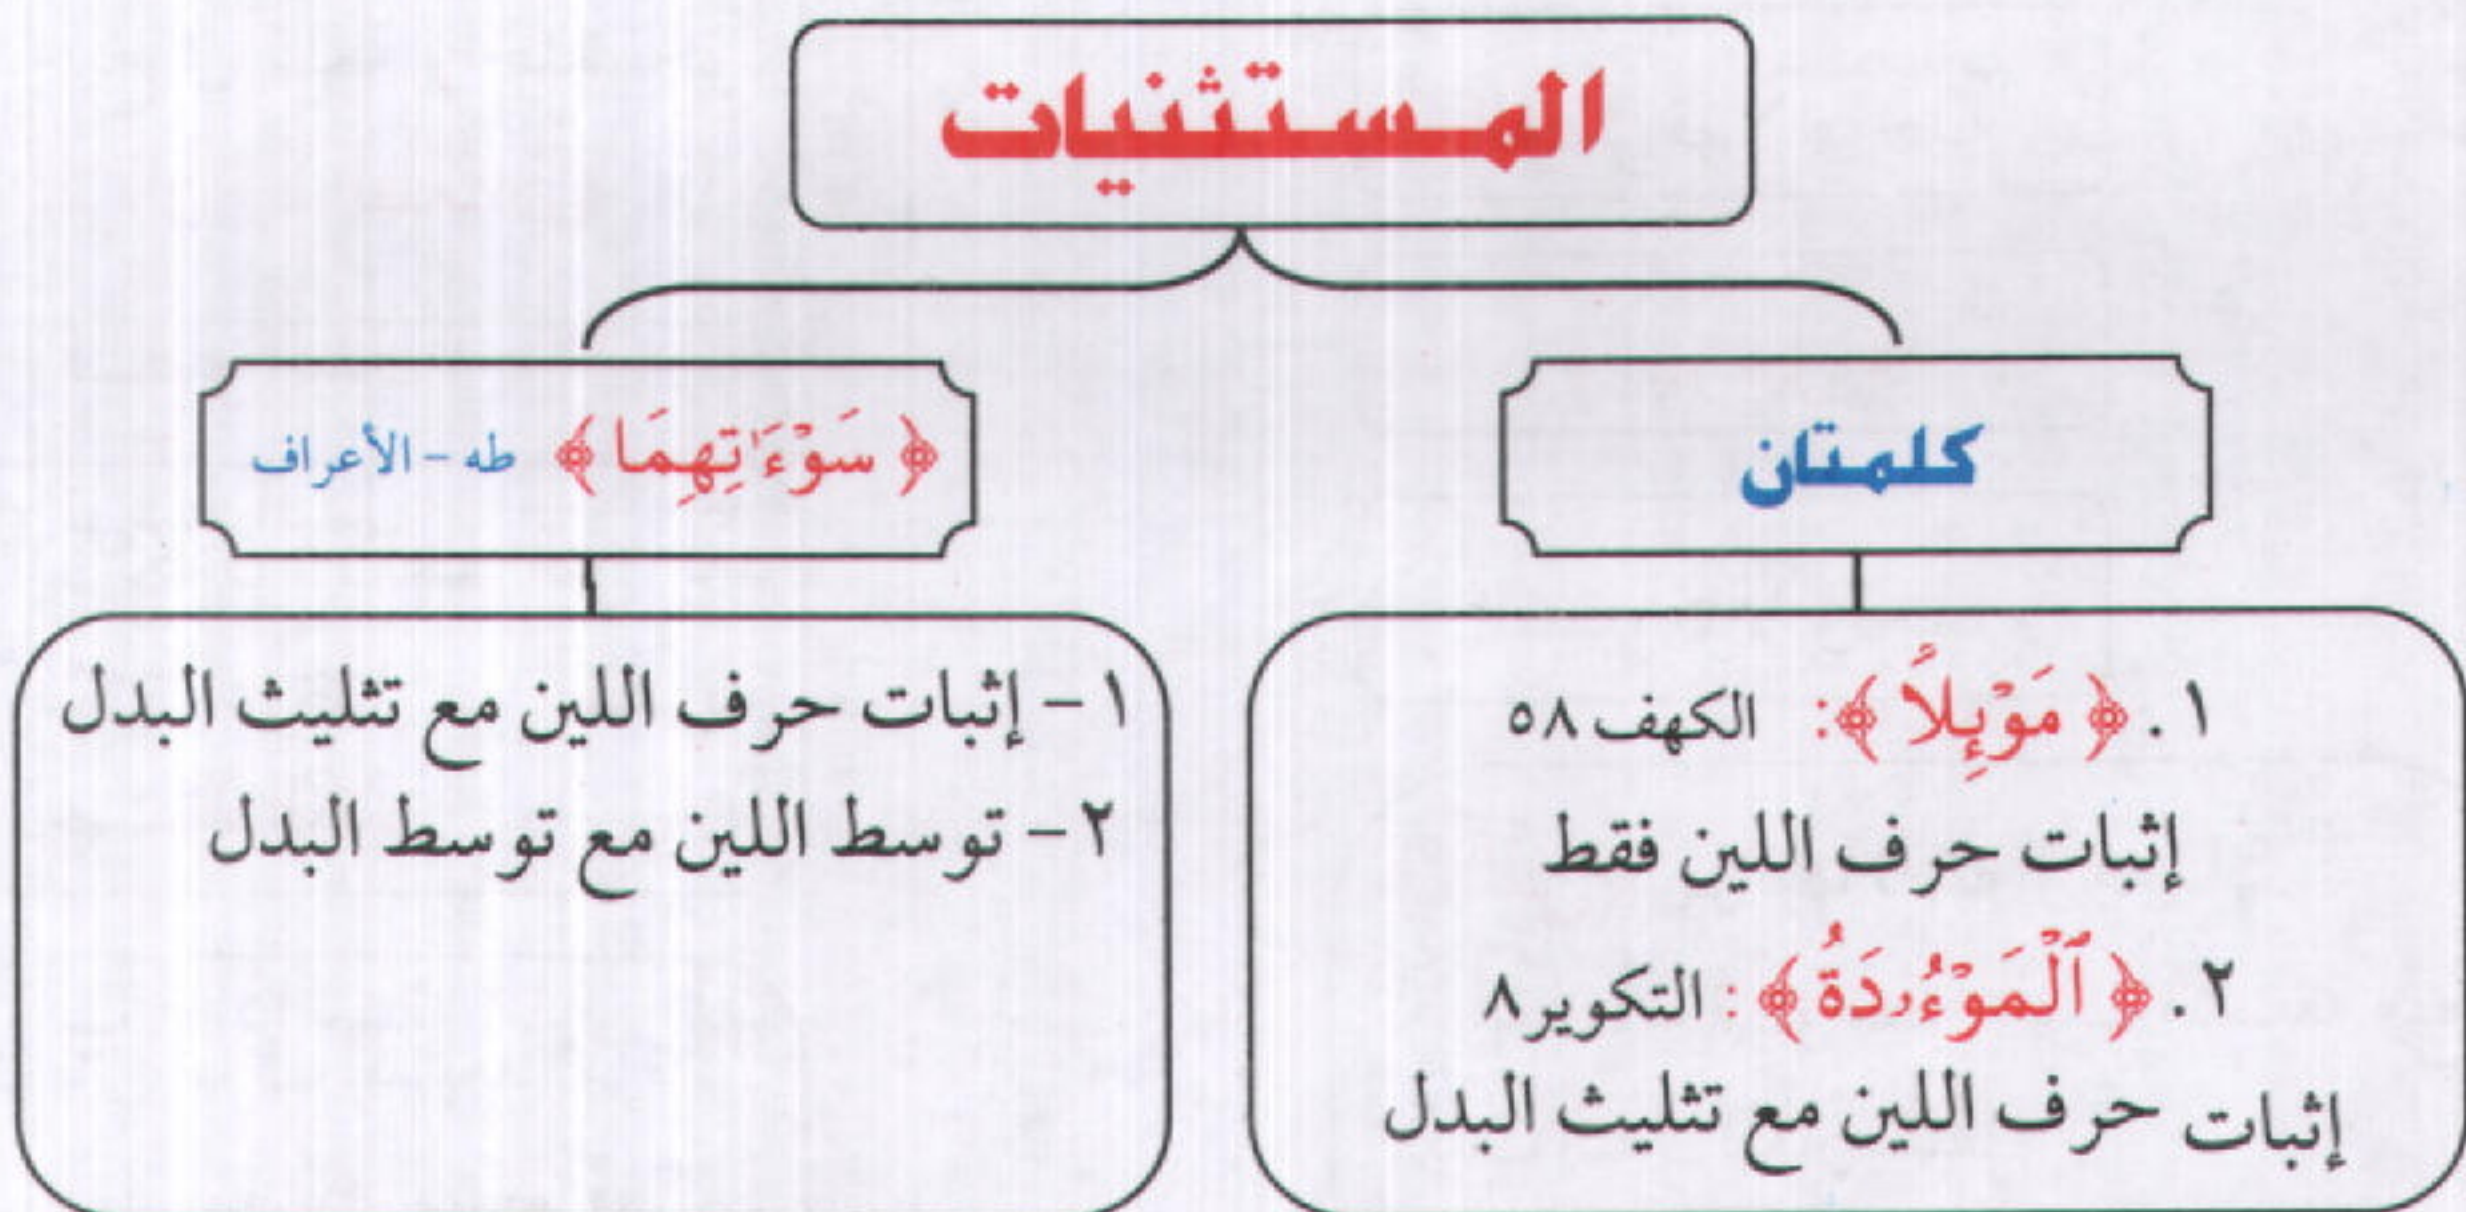 المستثنيات
كلمتان
١. ﴿ مَوْئِلًا ﴾: الكهف ٥٨
إثبات حرف اللين فقط
٢. ﴿ ٱلْمَوْءُۥدَةُ ﴾: التكوير ٨
إثبات حرف اللين مع تثليث البدل
﴿ سَوْءَٰتِهِمَا ﴾ طه - الأعراف
١ - إثبات حرف اللين مع تثليث البدل
٢ - توسط اللين مع توسط البدل